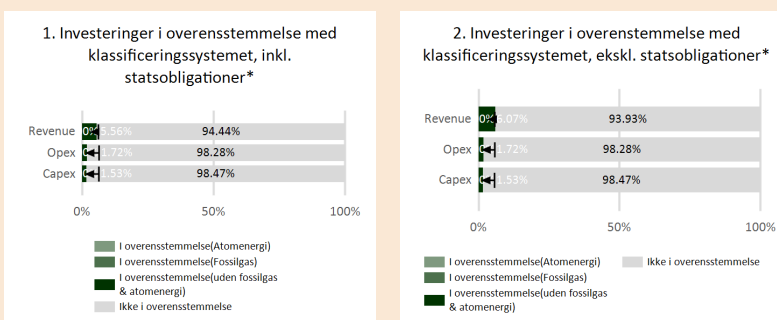 1. Investeringer i overensstemmelse med
klassificeringssystemet, inkl.
statsobligationer*
Revenue 0% 5.56% 94.44%
Opex 1.72% 98.28%
Capex 1.53% 98.47%
0% 50% 100%
I overensstemmelse(Atomenergi)
I overensstemmelse(Fossilgas)
I overensstemmelse(uden fossilgas
& atomenergi)
Ikke i overensstemmelse
2. Investeringer i overenstemmelse med
klassificeringssystemet, ekskl. statsobligationer*
Revenue 0% 6.07% 93.93%
Opex 1.72% 98.28%
Capex 1.53% 98.47%
0% 50% 100%
I overensstemmelse(Atomenergi) Ikke i overensstemmelse
I overensstemmelse(Fossilgas)
I overensstemmelse(uden fossilgas
& atomenergi)